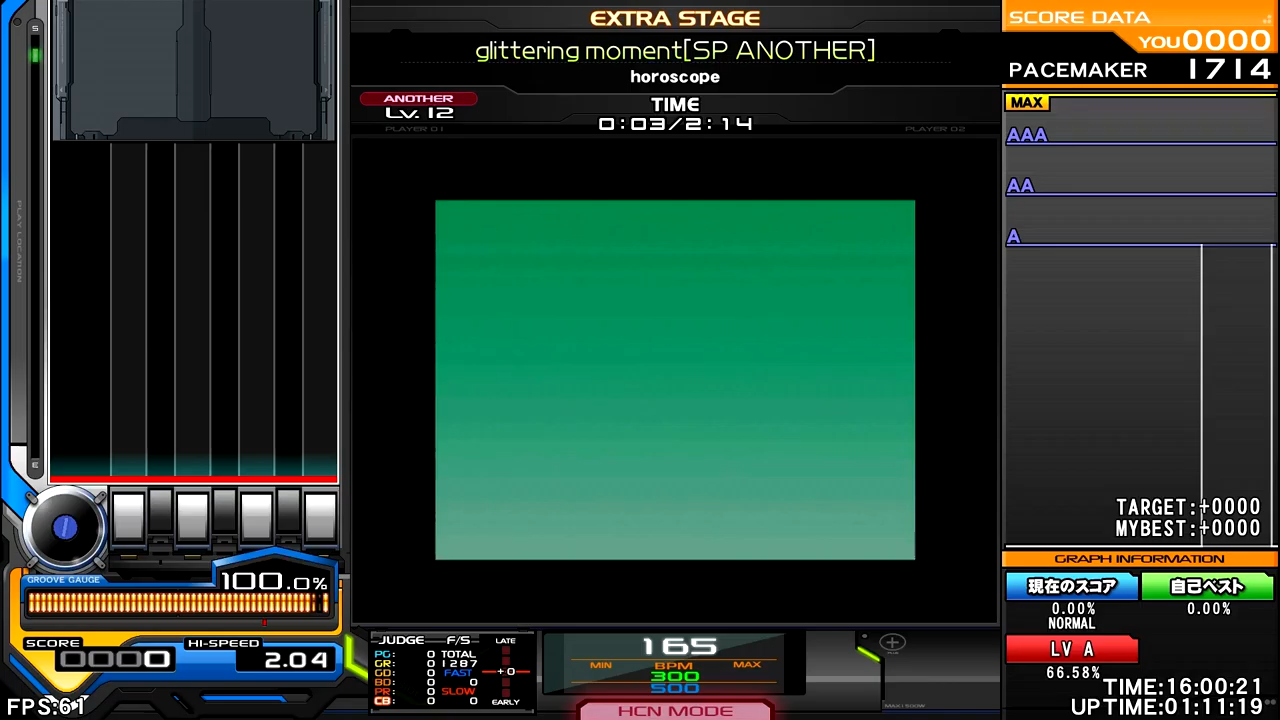 EXTRA STAGE
glittering moment[SP ANOTHER]
horoscope
ANOTHER
Lv. 12
PLAYER 01
TIME
0:03/2:14
PLAYER 02
SCORE DATA
YOU 0000
PACEMAKER 1714
MAX
AAA
AA
A
TARGET:+0000
MYBEST:+0000
GRAPH INFORMATION
現在のスコア
自己ベスト
0.00%
0.00%
NORMAL
LV A
66.58%
TIME:16:00:21
UPTIME:01:11:19
S
PLAY LOCATION
E
GROOVE GAUGE
100.0%
SCORE
0000
HI-SPEED
2.04
FPS:61
JUDGE F/S
PG: 0 TOTAL
GR: 0 1287
GD: 0 FAST
BD: 0 0
PR: 0 SLOW
CB: 0 0
LATE
+0
EARLY
165
MIN BPM MAX
300
500
HCN MODE